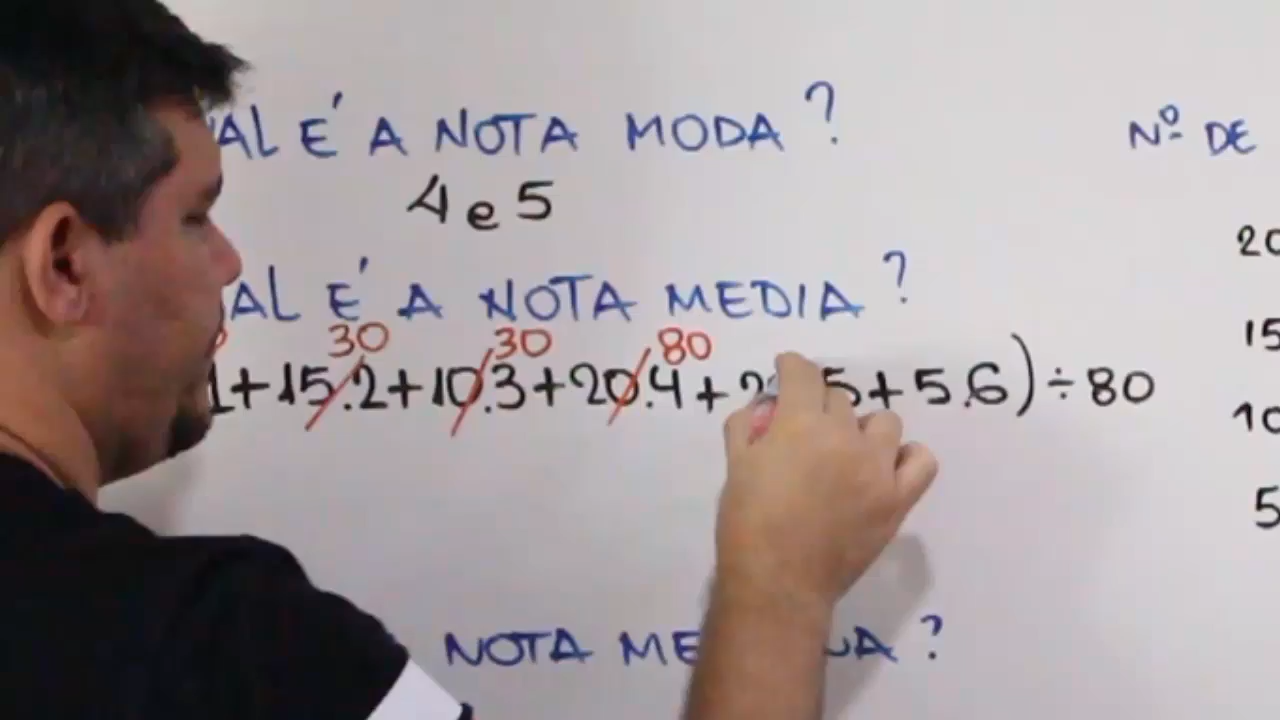 AL É A NOTA MODA?
Nº DE
4 e 5
20
AL É A NOTA MEDIA?
30 30 80
15
1+15.2+10.3+20.4+2 5+5.6)÷80
10
5
NOTA ME
A?